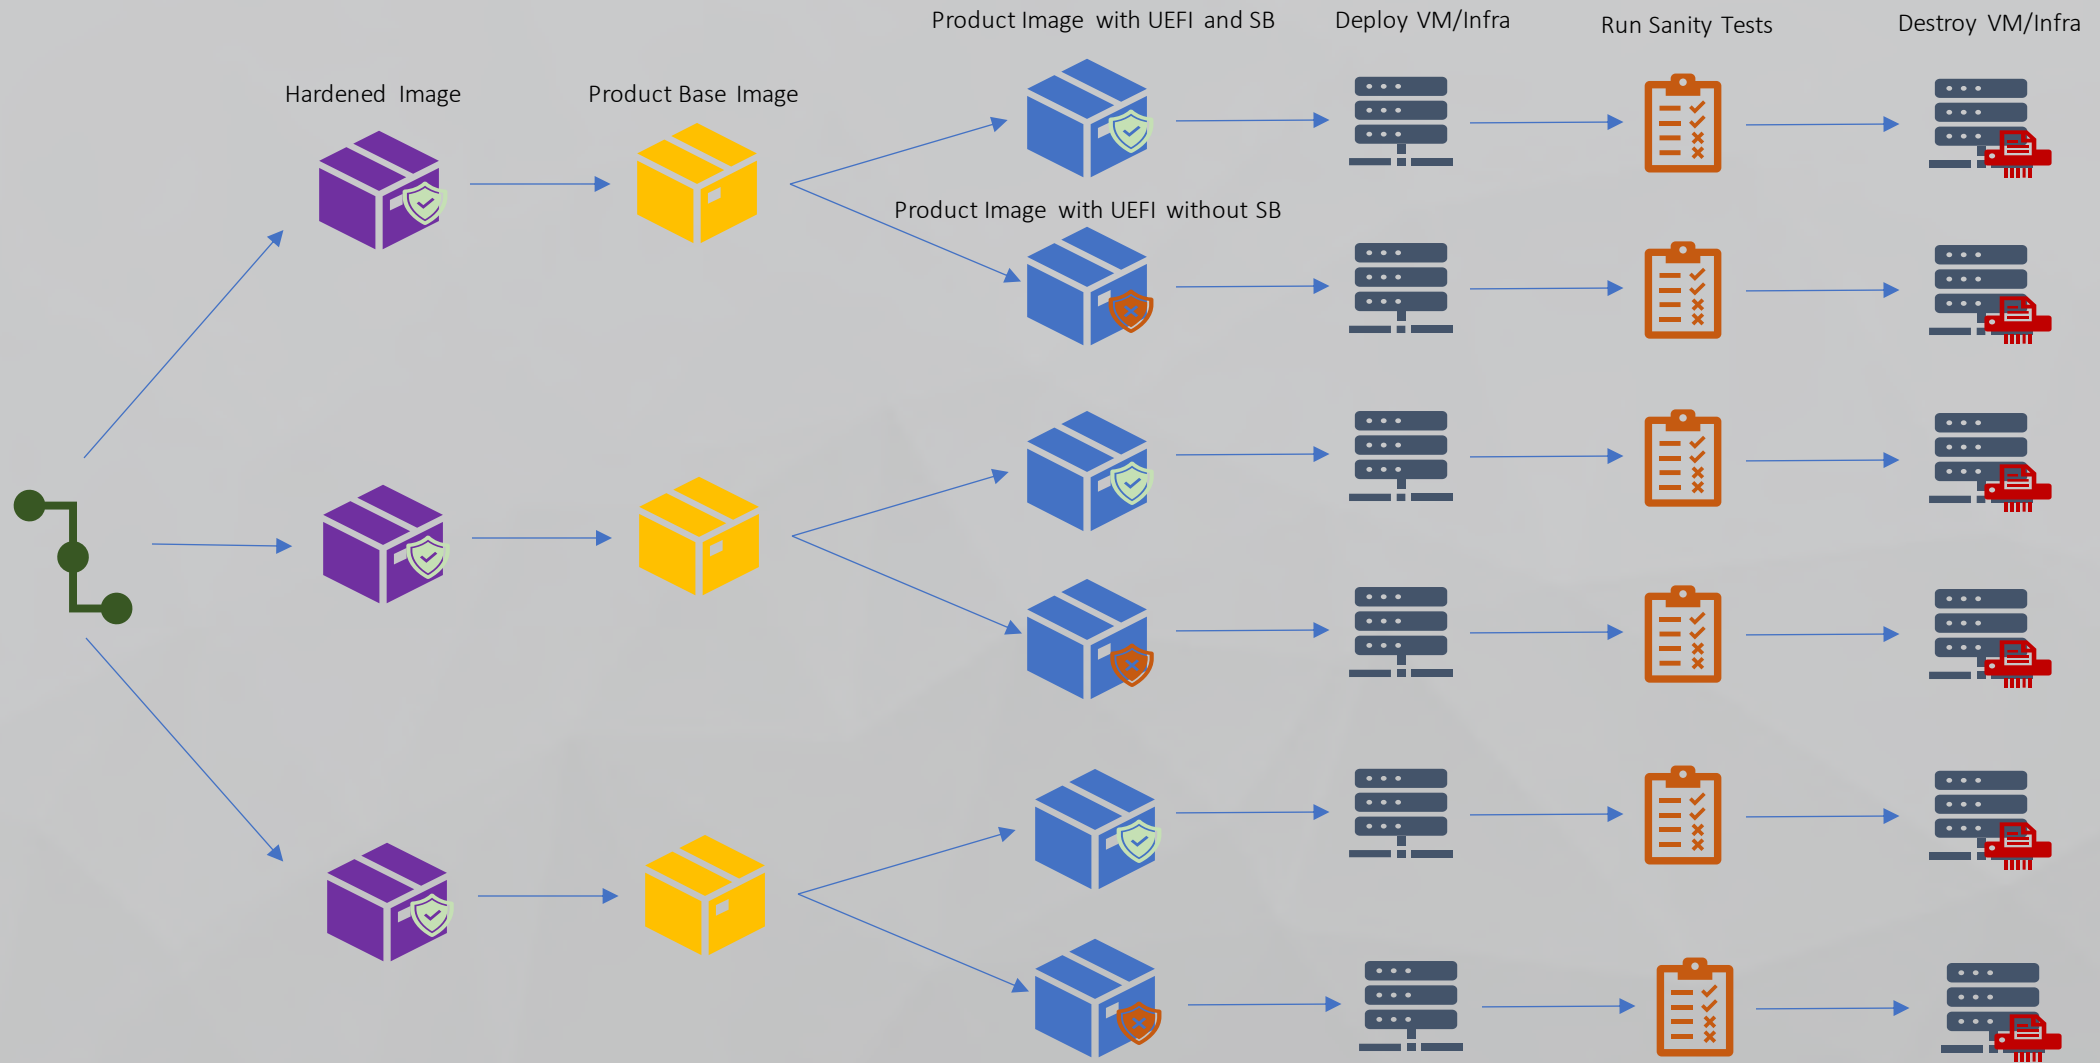 Product Image with UEFI and SB
Deploy VM/Infra
Run Sanity Tests
Destroy VM/Infra
Hardened Image
Product Base Image
Product Image with UEFI without SB